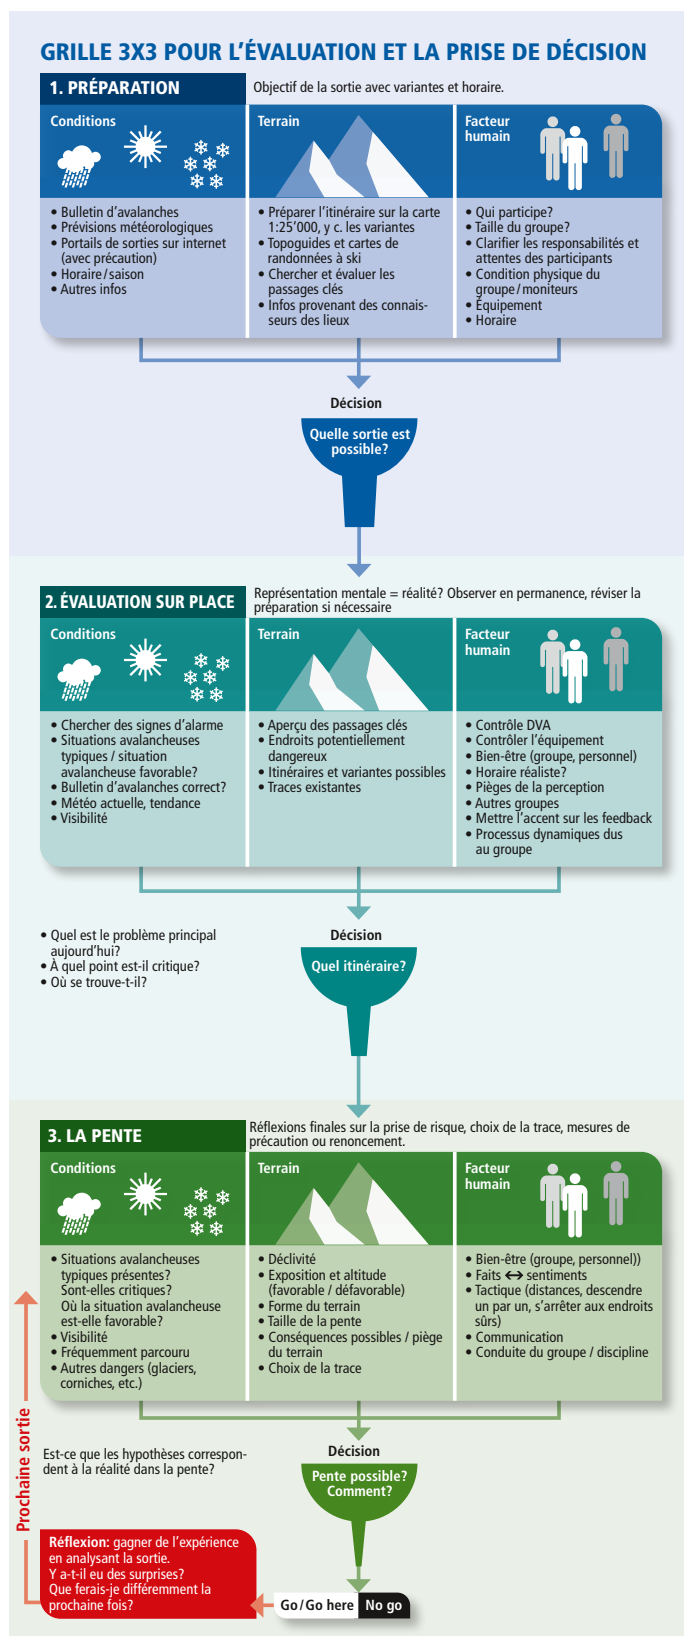 GRILLE 3X3 POUR L'ÉVALUATION ET LA PRISE DE DÉCISION
1. PRÉPARATION
Objectif de la sortie avec variantes et horaire.
Conditions
• Bulletin d'avalanches
• Prévisions météorologiques
• Portails de sorties sur internet
(avec précaution)
• Horaire/saison
• Autres infos
Terrain
• Préparer l'itinéraire sur la carte
1:25'000, y c. les variantes
• Topoguides et cartes de
randonnées à ski
• Chercher et évaluer les
passages clés
• Infos provenant des connais-
seurs des lieux
Facteur
humain
• Qui participe?
• Taille du groupe?
• Clarifier les responsabilités et
attentes des participants
• Condition physique du
groupe/moniteurs
• Équipement
• Horaire
Décision
Quelle sortie est
possible?
2. ÉVALUATION SUR PLACE
Représentation mentale = réalité? Observer en permanence, réviser la
préparation si nécessaire
Conditions
• Chercher des signes d'alarme
• Situations avalancheuses
typiques / situation
avalancheuse favorable?
• Bulletin d'avalanches correct?
• Météo actuelle, tendance
• Visibilité
Terrain
• Aperçu des passages clés
• Endroits potentiellement
dangereux
• Itinéraires et variantes possibles
• Traces existantes
Facteur
humain
• Contrôle DVA
• Contrôler l'équipement
• Bien-être (groupe, personnel)
• Horaire réaliste?
• Pièges de la perception
• Autres groupes
• Mettre l'accent sur les feedback
• Processus dynamiques dus
au groupe
• Quel est le problème principal
aujourd'hui?
• À quel point est-il critique?
• Où se trouve-t-il?
Décision
Quel itinéraire?
3. LA PENTE
Réflexions finales sur la prise de risque, choix de la trace, mesures de
précaution ou renoncement.
Conditions
• Situations avalancheuses
typiques présentes?
Sont-elles critiques?
Où la situation avalancheuse
est-elle favorable?
• Visibilité
• Fréquemment parcouru
• Autres dangers (glaciers,
corniches, etc.)
Terrain
• Déclivité
• Exposition et altitude
(favorable / défavorable)
• Forme du terrain
• Taille de la pente
• Conséquences possibles / piège
du terrain
• Choix de la trace
Facteur
humain
• Bien-être (groupe, personnel))
• Faits ↔ sentiments
• Tactique (distances, descendre
un par un, s'arrêter aux endroits
sûrs)
• Communication
• Conduite du groupe / discipline
Est-ce que les hypothèses correspon-
dent à la réalité dans la pente?
Décision
Pente possible?
Comment?
Prochaine sortie
Réflexion: gagner de l'expérience
en analysant la sortie.
Y a-t-il eu des surprises?
Que ferais-je différemment la
prochaine fois?
Go/Go here
No go